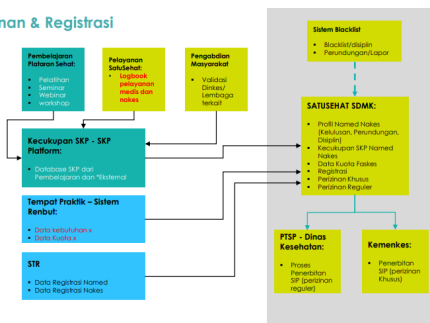 nan & Registrasi
Pembelajaran
Plataran Sehat:
• Pelatihan
• Seminar
• Webinar
• workshop
Pelayanan
SatuSehat:
• Logbook
pelayanan
medis dan
nakes
Pengabdian
Masyarakat
• Validasi
Dinkes/
Lembaga
terkait
Kecukupan SKP - SKP
Platform:
• Database SKP dari
Pembelajaran dan *Eksternal
Tempat Praktik – Sistem
Renbut:
• Data kebutuhan x
• Data Kuota x
STR
• Data Registrasi Named
• Data Registrasi Nakes
Sistem Blacklist
• Blacklist/disiplin
• Perundungan/Lapor
SATUSEHAT SDMK:
• Profil Named Nakes
(Kelulusan, Perundungan,
Disiplin)
• Kecukupan SKP Named
Nakes
• Data Kuota Faskes
• Registrasi
• Perizinan Khusus
• Perizinan Reguler
PTSP - Dinas
Kesehatan:
• Proses
Penerbitan
SIP (perizinan
reguler)
Kemenkes:
• Penerbitan
SIP (perizinan
Khusus)